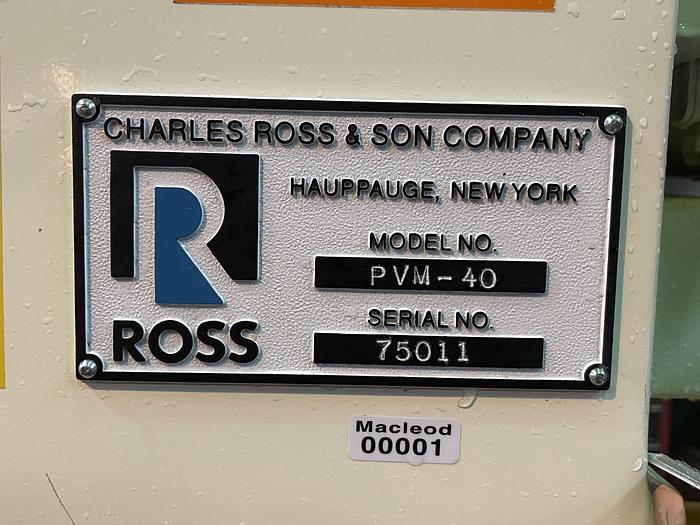 CHARLES ROSS & SON COMPANY
HAUPPAUGE, NEW YORK
R
ROSS
MODEL NO.
PVM-40
SERIAL NO.
75011
Macleod
00001